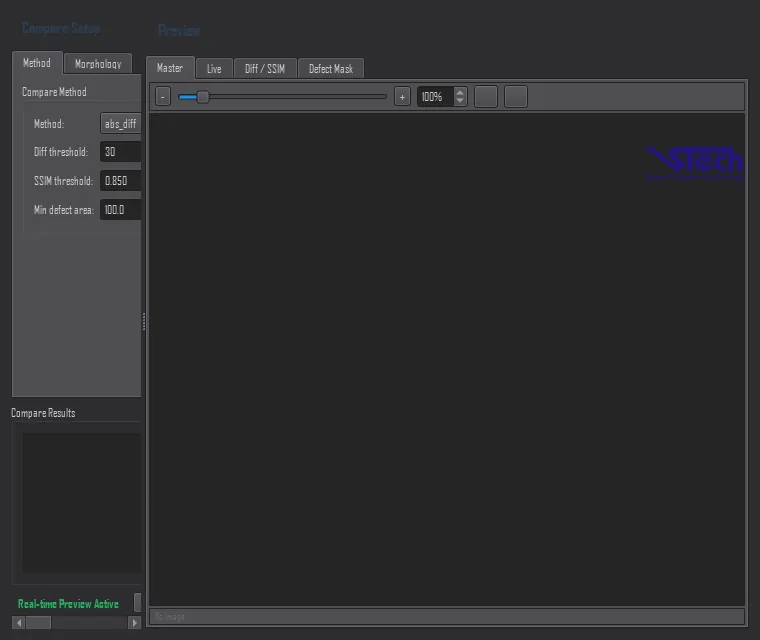 Compare Setup
Preview
Method
Morphology
Master
Live
Diff / SSIM
Defect Mask
Compare Method
-
+
100%
Method:
abs_diff
Diff threshold:
30
SSIM threshold:
0.850
Min defect area:
100.0
VSTech
Compare Results
Real-time Preview Active
No image